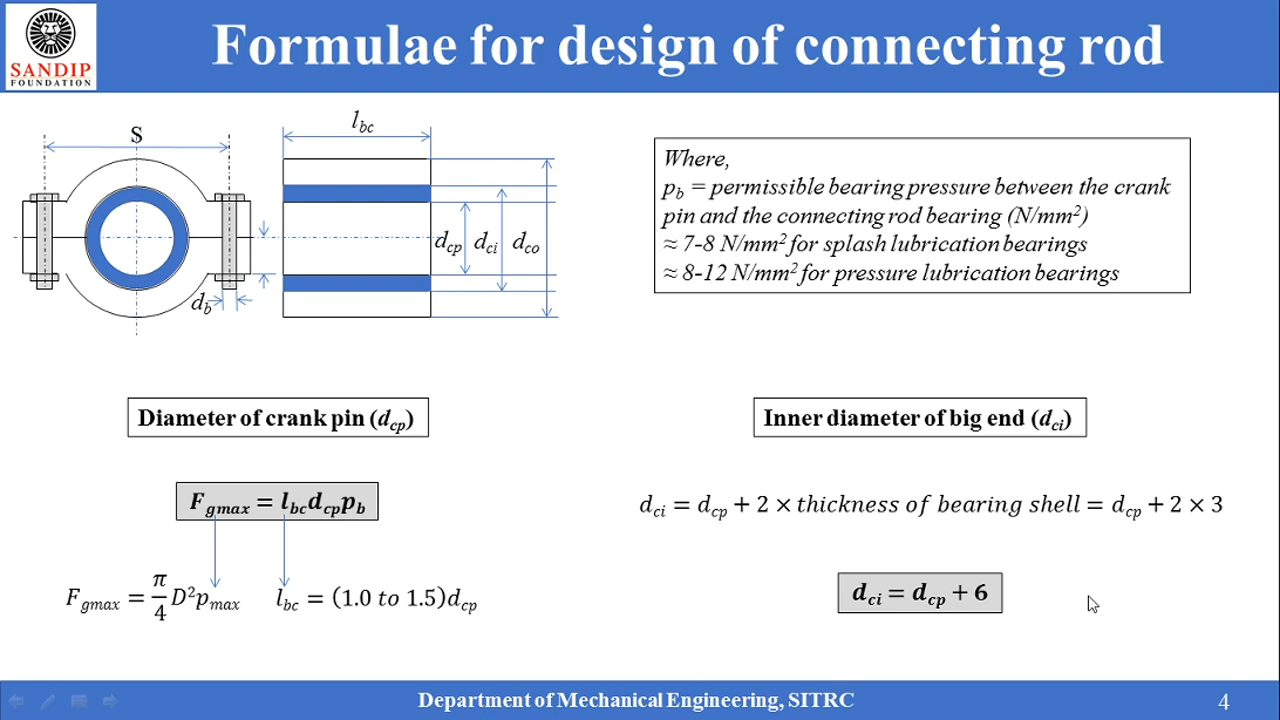 SANDIP
FOUNDATION
Formulae for design of connecting rod
S
l_bc
d_cp
d_ci
d_co
d_b
Where,
p_b = permissible bearing pressure between the crank
pin and the connecting rod bearing (N/mm²)
≈ 7-8 N/mm² for splash lubrication bearings
≈ 8-12 N/mm² for pressure lubrication bearings
Diameter of crank pin (d_cp)
F_gmax = l_bc d_cp p_b
F_gmax = π/4 D² p_max
l_bc = (1.0 to 1.5)d_cp
Inner diameter of big end (d_ci)
d_ci = d_cp + 2 × thickness of bearing shell = d_cp + 2 × 3
d_ci = d_cp + 6
Department of Mechanical Engineering, SITRC
4